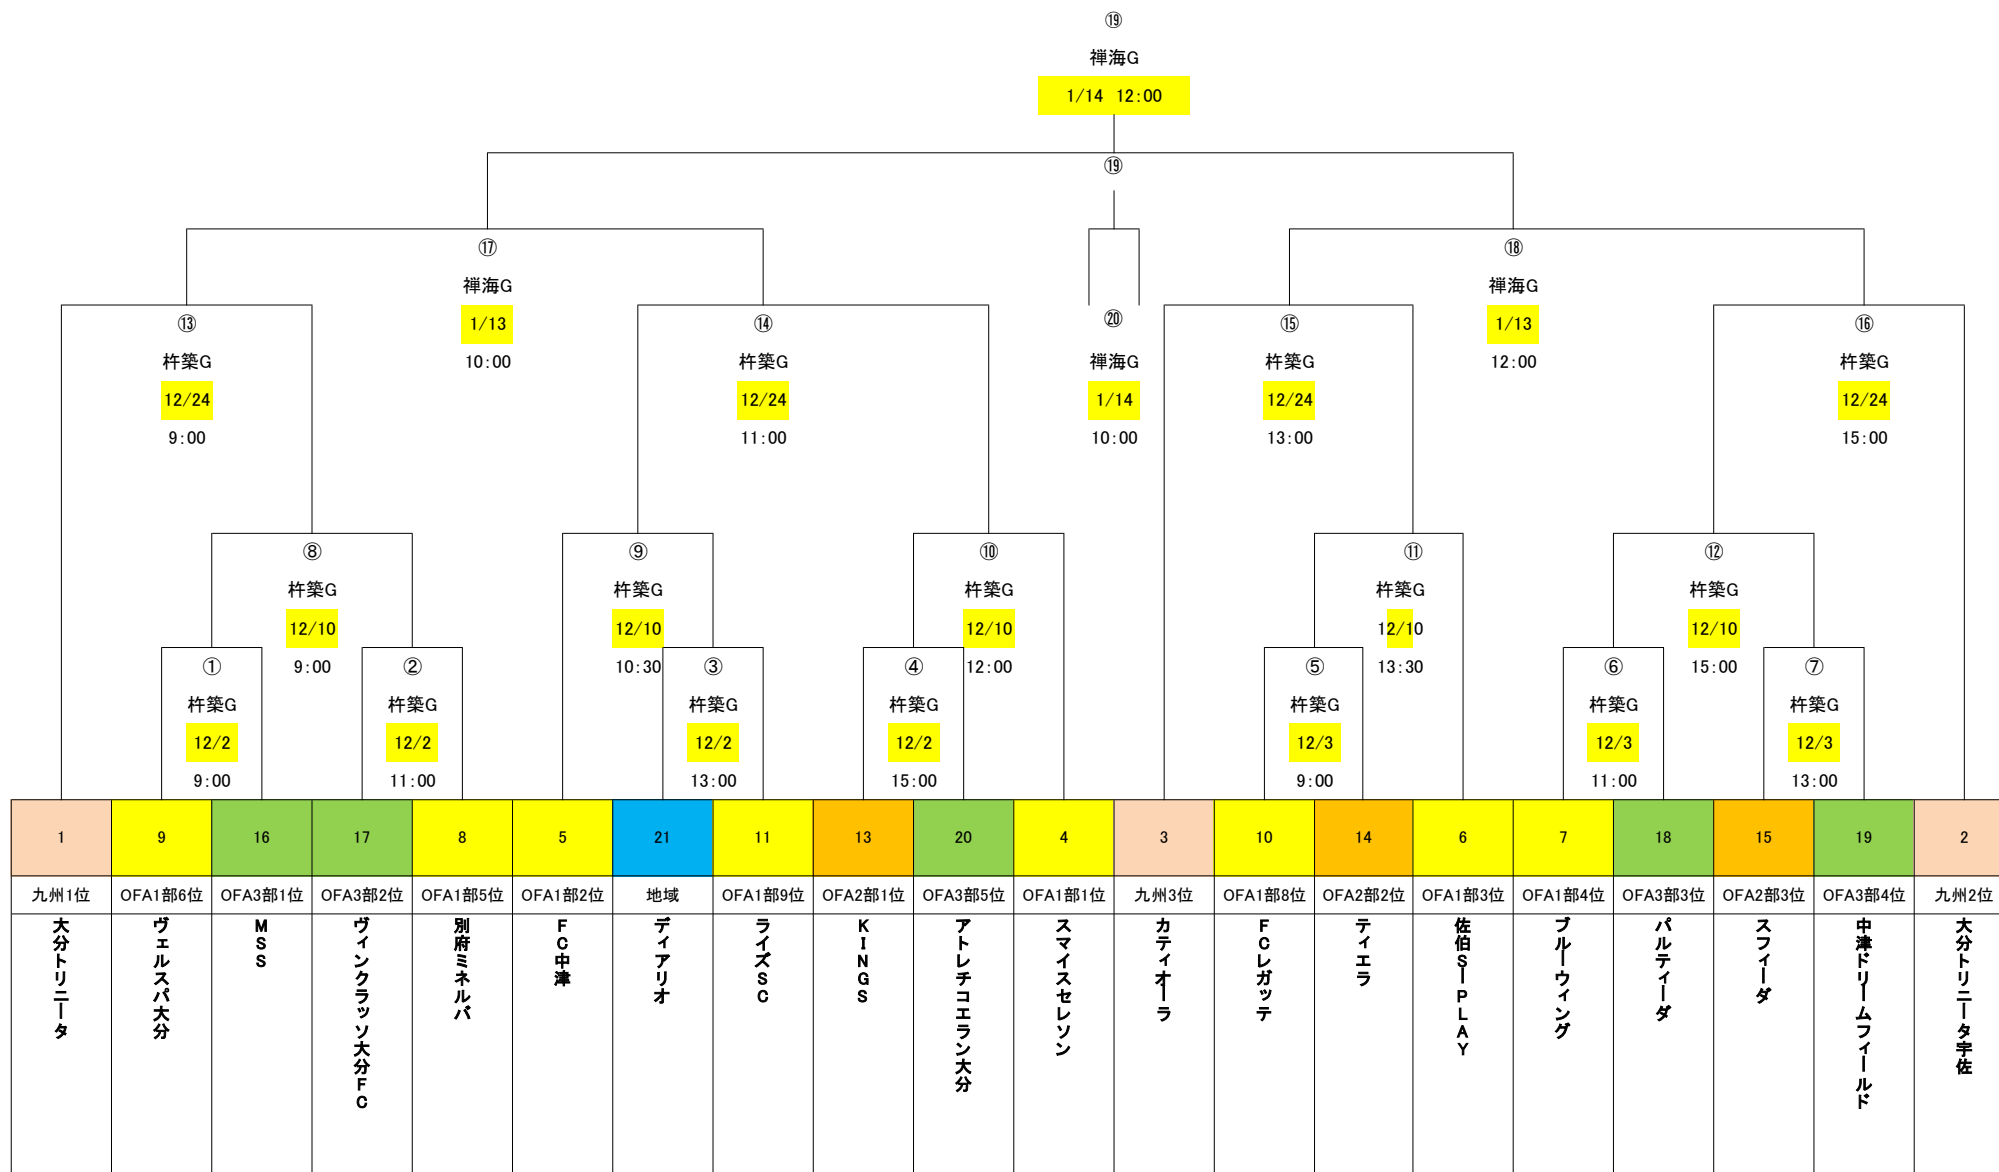 ⑲
禅海G
1/14 12:00
⑲
⑰
禅海G
1/13
10:00
⑱
禅海G
1/13
12:00
⑬
杵築G
12/24
9:00
⑭
杵築G
12/24
11:00
⑳
禅海G
1/14
10:00
⑮
杵築G
12/24
13:00
⑯
杵築G
12/24
15:00
⑧
杵築G
12/10
9:00
⑨
杵築G
12/10
10:30
⑩
杵築G
12/10
12:00
⑪
杵築G
12/10
13:30
⑫
杵築G
12/10
15:00
①
杵築G
12/2
9:00
②
杵築G
12/2
11:00
③
杵築G
12/2
13:00
④
杵築G
12/2
15:00
⑤
杵築G
12/3
9:00
⑥
杵築G
12/3
11:00
⑦
杵築G
12/3
13:00
1 9 16 17 8 5 21 11 13 20 4 3 10 14 6 7 18 15 19 2
九州1位 OFA1部6位 OFA3部1位 OFA3部2位 OFA1部5位 OFA1部2位 地域 OFA1部9位 OFA2部1位 OFA3部5位 OFA1部1位 九州3位 OFA1部8位 OFA2部2位 OFA1部3位 OFA1部4位 OFA3部3位 OFA2部3位 OFA3部4位 九州2位
大分トリニータ
ヴェルスパ大分
MSS
ヴィンクラッソ大分FC
別府ミネルバ
FC中津
ディアリオ
ライズSC
KINGS
アトレチコエラン大分
スマイスセレソン
カティオーラ
FCレガッテ
ティエラ
佐伯S-PLAY
ブルーウィング
パルティーダ
スフィーダ
中津ドリームフィールド
大分トリニータ宇佐